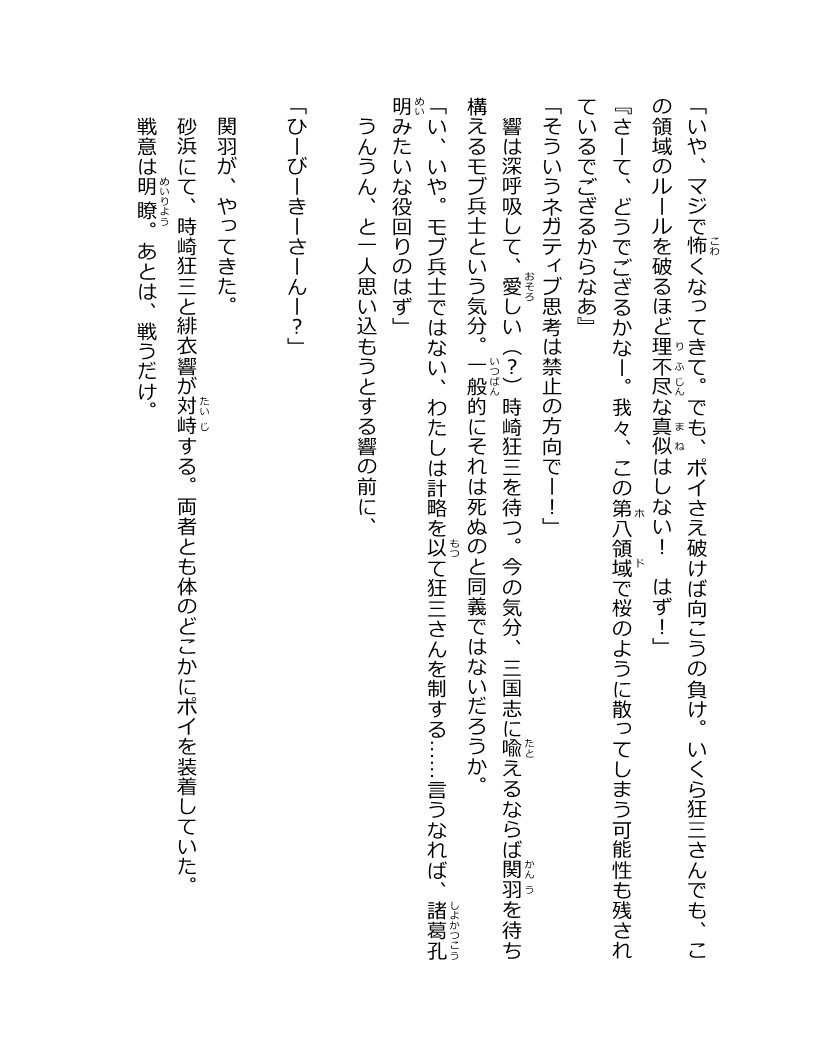 「いや、マジで怖くなってきて。でも、ポイさえ破けば向こうの負け。いくら狂三さんでも、こ
の領域のルールを破るほど理不尽な真似はしない！　はず！」
『さーて、どうでござるかなー。我々、この第八領域で桜のように散ってしまう可能性も残され
ているでござるからなあ』
「そういうネガティブ思考は禁止の方向でー！」
　響は深呼吸して、愛しい（？）時崎狂三を待つ。今の気分、三国志に喩えるならば関羽を待ち
構えるモブ兵士という気分。一般的にそれは死ぬのと同義ではないだろうか。
「い、いや。モブ兵士ではない、わたしは計略を以て狂三さんを制する……言うなれば、諸葛孔
明みたいな役回りのはず」
　うんうん、と一人思い込もうとする響の前に、
「ひーびーきーさーんー？」
　関羽が、やってきた。
　砂浜にて、時崎狂三と緋衣響が対峙する。両者とも体のどこかにポイを装着していた。
　戦意は明瞭。あとは、戦うだけ。